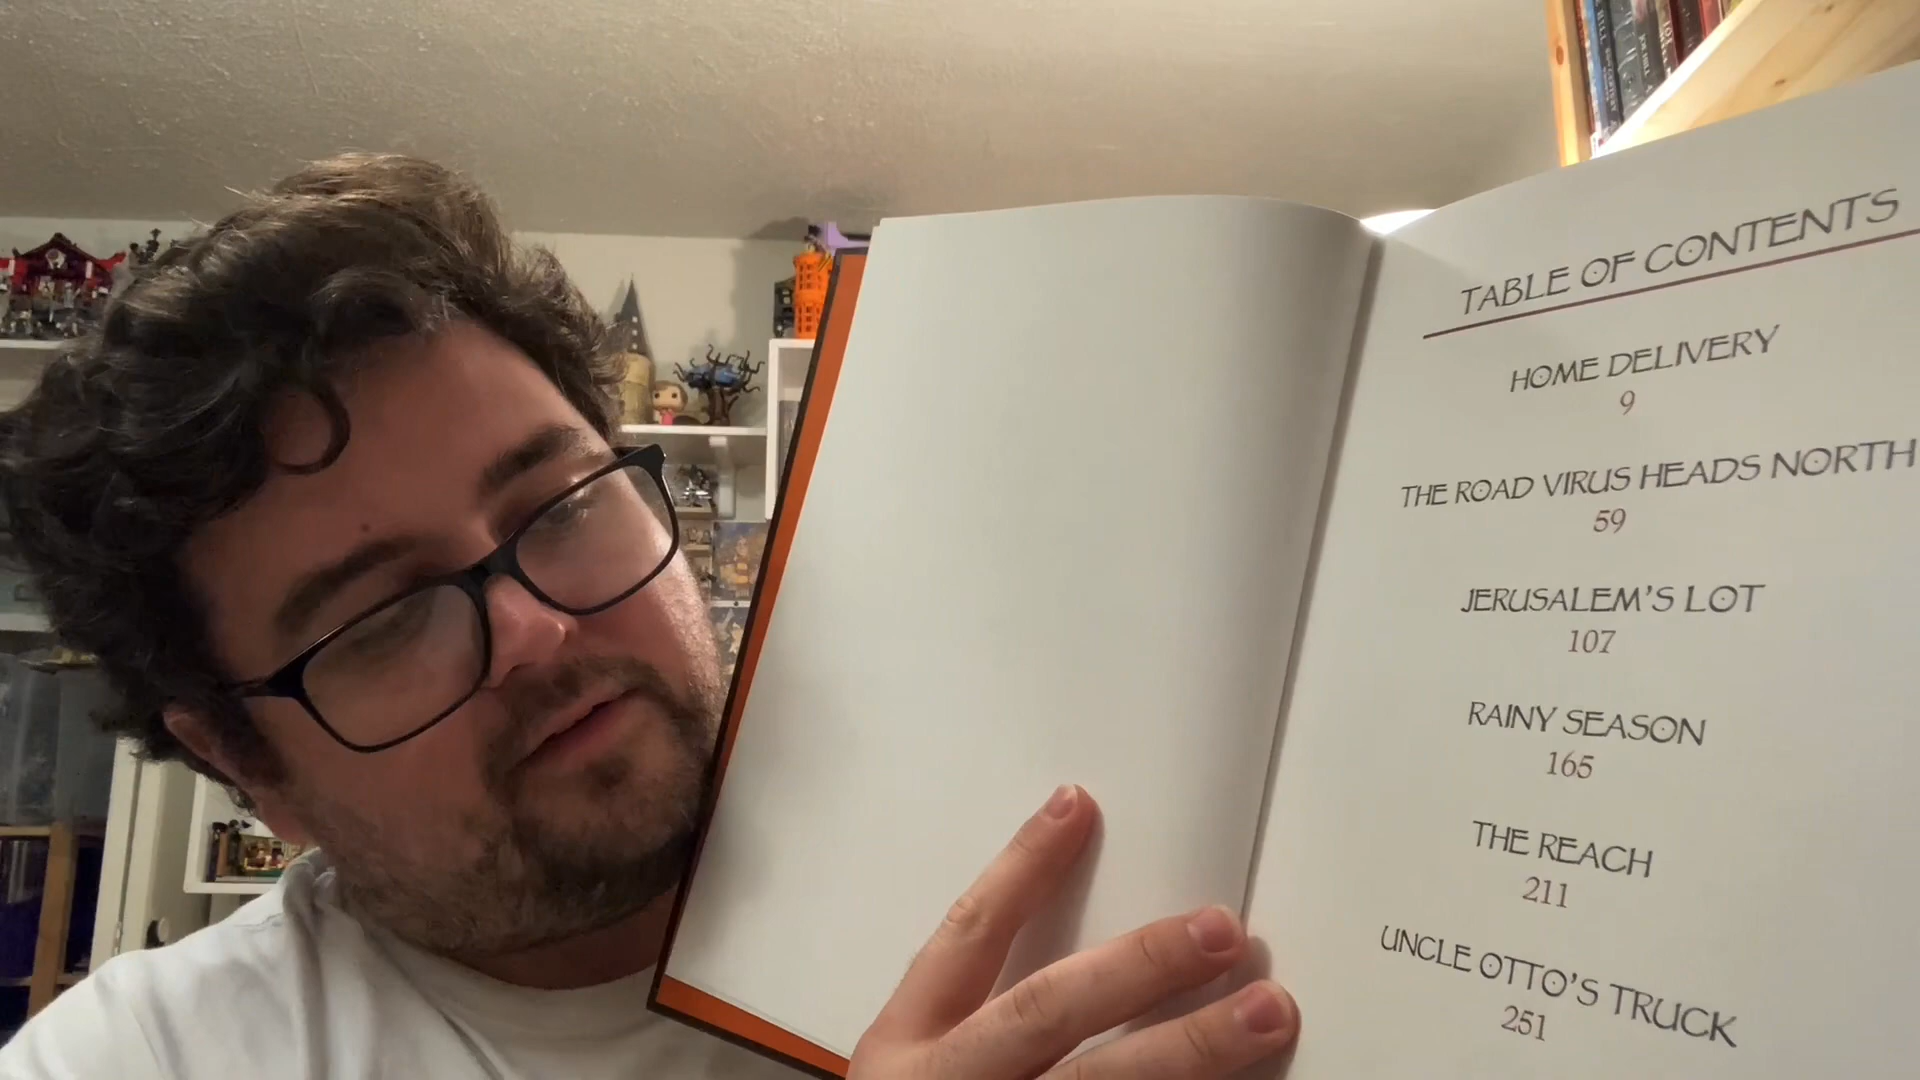 TABLE OF CONTENTS
HOME DELIVERY
9
THE ROAD VIRUS HEADS NORTH
59
JERUSALEM'S LOT
107
RAINY SEASON
165
THE REACH
211
UNCLE OTTO'S TRUCK
251